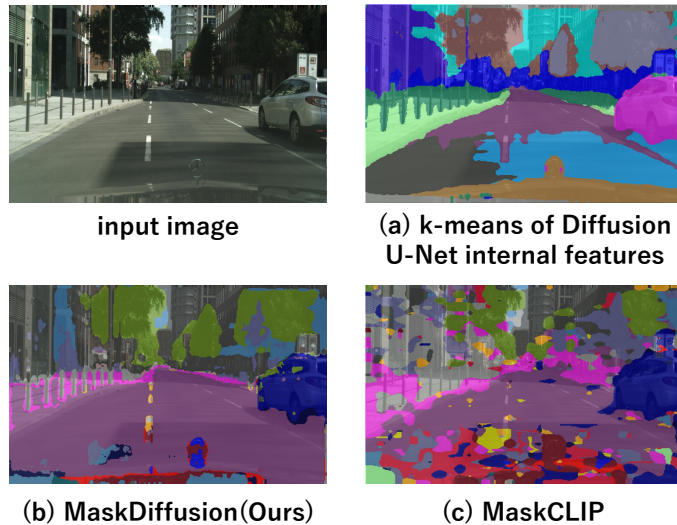 input image
(a) k-means of Diffusion
U-Net internal features
(b) MaskDiffusion(Ours)
(c) MaskCLIP